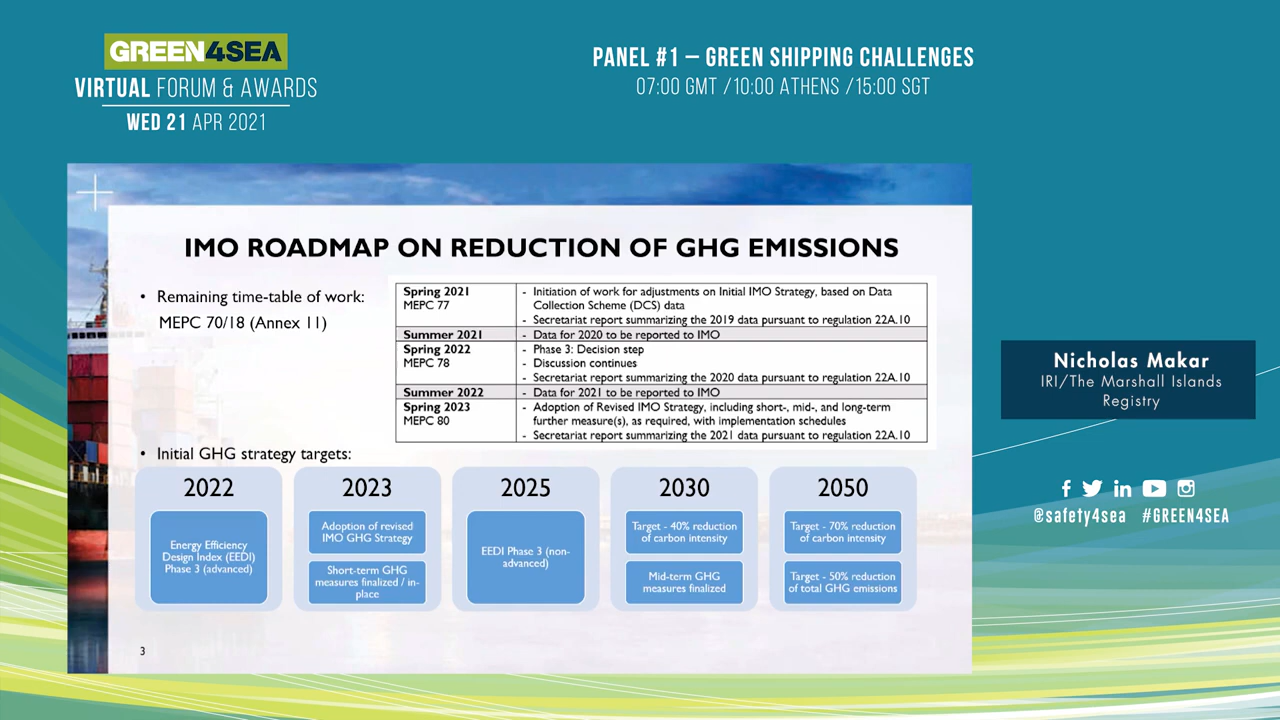 GREEN4SEA
VIRTUAL FORUM & AWARDS
WED 21 APR 2021
PANEL #1 – GREEN SHIPPING CHALLENGES
07:00 GMT /10:00 ATHENS /15:00 SGT
IMO ROADMAP ON REDUCTION OF GHG EMISSIONS
• Remaining time-table of work:
MEPC 70/18 (Annex 11)
Spring 2021
MEPC 77
- Initiation of work for adjustments on Initial IMO Strategy, based on Data
Collection Scheme (DCS) data
- Secretariat report summarizing the 2019 data pursuant to regulation 22A.10
Summer 2021
- Data for 2020 to be reported to IMO
Spring 2022
MEPC 78
- Phase 3: Decision step
- Discussion continues
- Secretariat report summarizing the 2020 data pursuant to regulation 22A.10
Summer 2022
- Data for 2021 to be reported to IMO
Spring 2023
MEPC 80
- Adoption of Revised IMO Strategy, including short-, mid-, and long-term
further measure(s), as required, with implementation schedules
- Secretariat report summarizing the 2021 data pursuant to regulation 22A.10
• Initial GHG strategy targets:
2022
Energy Efficiency
Design Index (EEDI)
Phase 3 (advanced)
2023
Adoption of revised
IMO GHG Strategy
Short-term GHG
measures finalized / in-
place
2025
EEDI Phase 3 (non-
advanced)
2030
Target - 40% reduction
of carbon intensity
Mid-term GHG
measures finalized
2050
Target - 70% reduction
of carbon intensity
Target - 50% reduction
of total GHG emissions
3
Nicholas Makar
IRI/The Marshall Islands
Registry
@safety4sea #GREEN4SEA